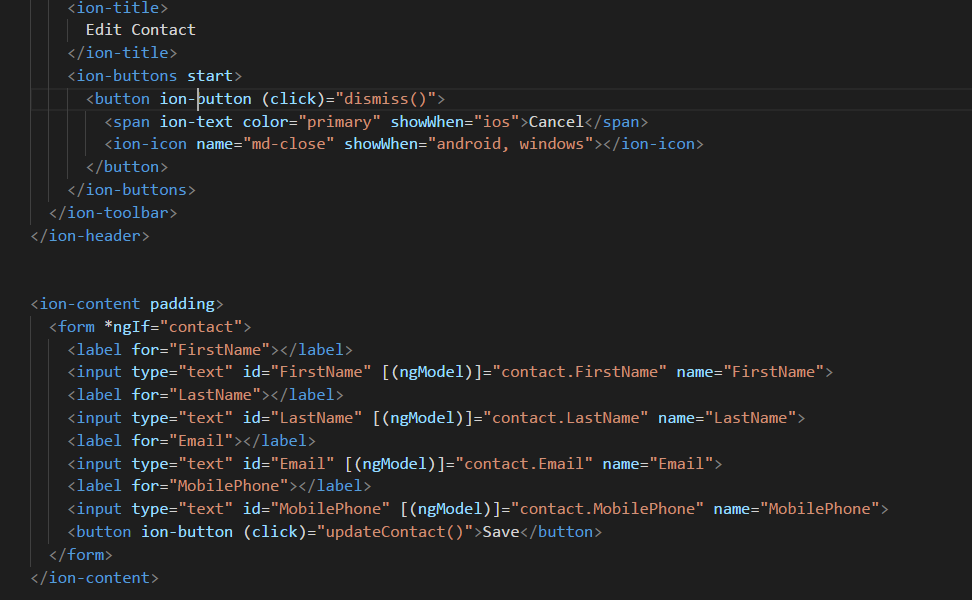 <ion-title>
Edit Contact
</ion-title>
<ion-buttons start>
<button ion-button (click)="dismiss()">
<span ion-text color="primary" showWhen="ios">Cancel</span>
<ion-icon name="md-close" showWhen="android, windows"></ion-icon>
</button>
</ion-buttons>
</ion-toolbar>
</ion-header>
<ion-content padding>
<form *ngIf="contact">
<label for="FirstName"></label>
<input type="text" id="FirstName" [(ngModel)]="contact.FirstName" name="FirstName">
<label for="LastName"></label>
<input type="text" id="LastName" [(ngModel)]="contact.LastName" name="LastName">
<label for="Email"></label>
<input type="text" id="Email" [(ngModel)]="contact.Email" name="Email">
<label for="MobilePhone"></label>
<input type="text" id="MobilePhone" [(ngModel)]="contact.MobilePhone" name="MobilePhone">
<button ion-button (click)="updateContact()">Save</button>
</form>
</ion-content>